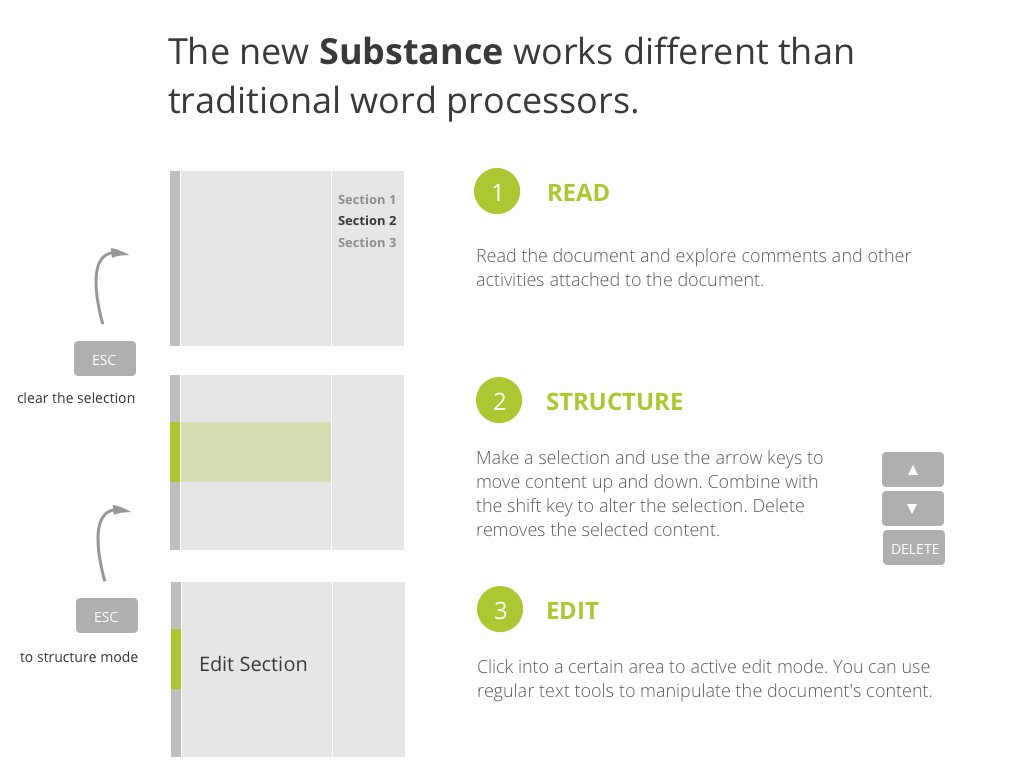 The new Substance works different than
traditional word processors.
Section 1
Section 2
Section 3
1 READ
Read the document and explore comments and other
activities attached to the document.
ESC
clear the selection
2 STRUCTURE
Make a selection and use the arrow keys to
move content up and down. Combine with
the shift key to alter the selection. Delete
removes the selected content.
▲
▼
DELETE
ESC
to structure mode
Edit Section
3 EDIT
Click into a certain area to active edit mode. You can use
regular text tools to manipulate the document's content.